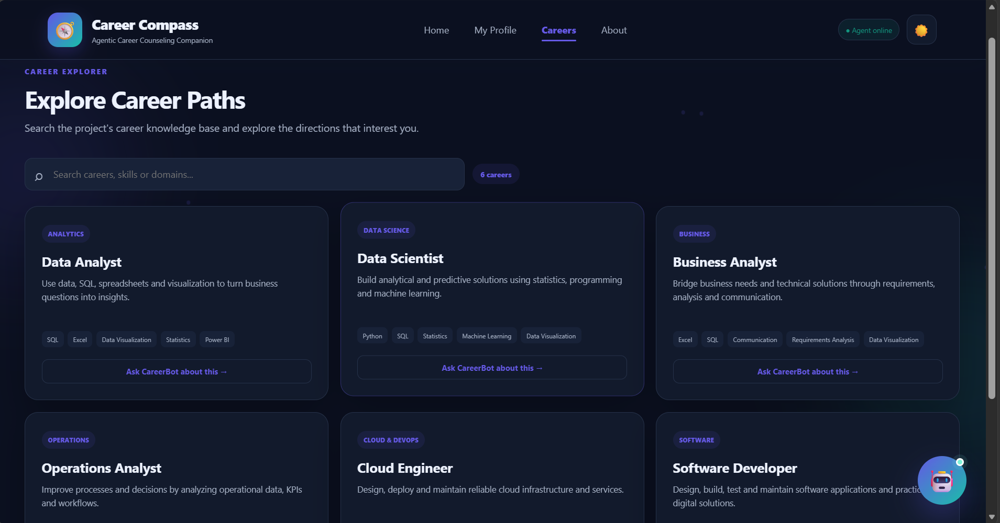 Career Compass
Agentic Career Counseling Companion
Home
My Profile
Careers
About
● Agent online
CAREER EXPLORER
Explore Career Paths
Search the project's career knowledge base and explore the directions that interest you.
Search careers, skills or domains...
6 careers
ANALYTICS
Data Analyst
Use data, SQL, spreadsheets and visualization to turn business
questions into insights.
SQL
Excel
Data Visualization
Statistics
Power BI
Ask CareerBot about this →
DATA SCIENCE
Data Scientist
Build analytical and predictive solutions using statistics, programming
and machine learning.
Python
SQL
Statistics
Machine Learning
Data Visualization
Ask CareerBot about this →
BUSINESS
Business Analyst
Bridge business needs and technical solutions through requirements,
analysis and communication.
Excel
SQL
Communication
Requirements Analysis
Data Visualization
Ask CareerBot about this →
OPERATIONS
Operations Analyst
Improve processes and decisions by analyzing operational data, KPIs
and workflows.
CLOUD & DEVOPS
Cloud Engineer
Design, deploy and maintain reliable cloud infrastructure and services.
SOFTWARE
Software Developer
Design, build, test and maintain software applications and
digital solutions.